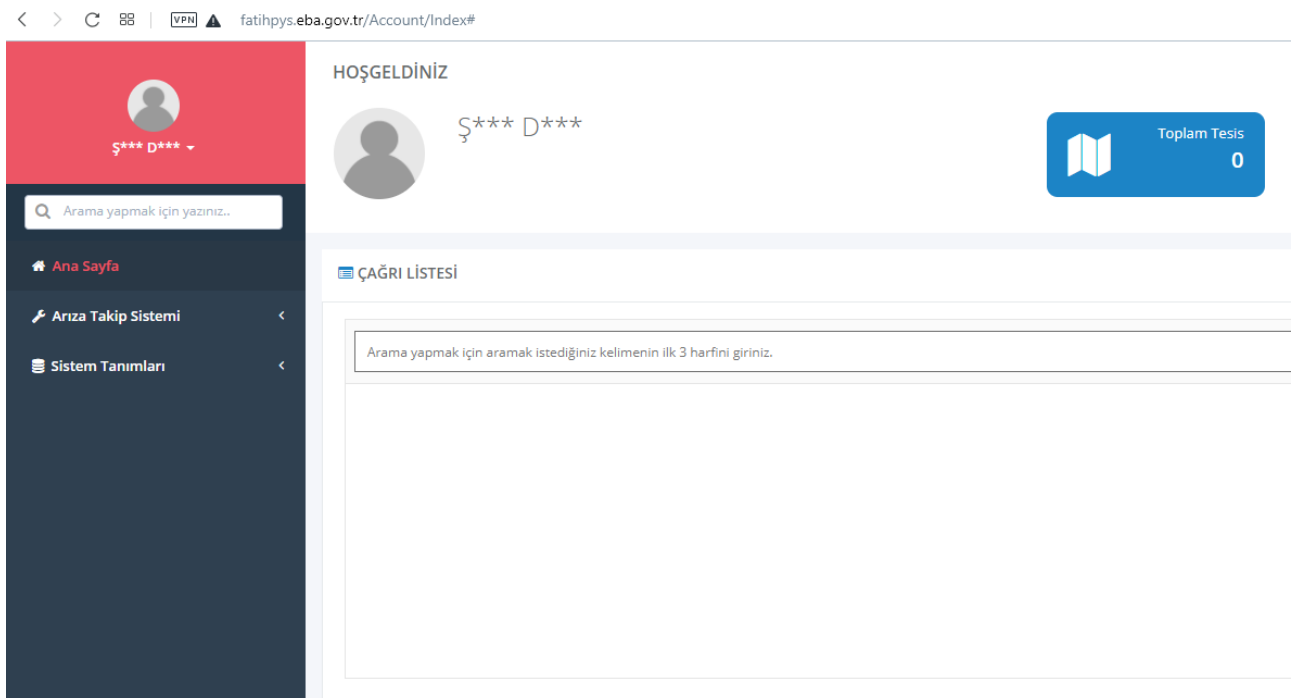 VPN fatihpys.eba.gov.tr/Account/Index#
Ş*** D***
Arama yapmak için yazınız..
Ana Sayfa
Arıza Takip Sistemi
Sistem Tanımları
HOŞGELDİNİZ
Ş*** D***
Toplam Tesis
0
ÇAĞRI LİSTESİ
Arama yapmak için aramak istediğiniz kelimenin ilk 3 harfini giriniz.